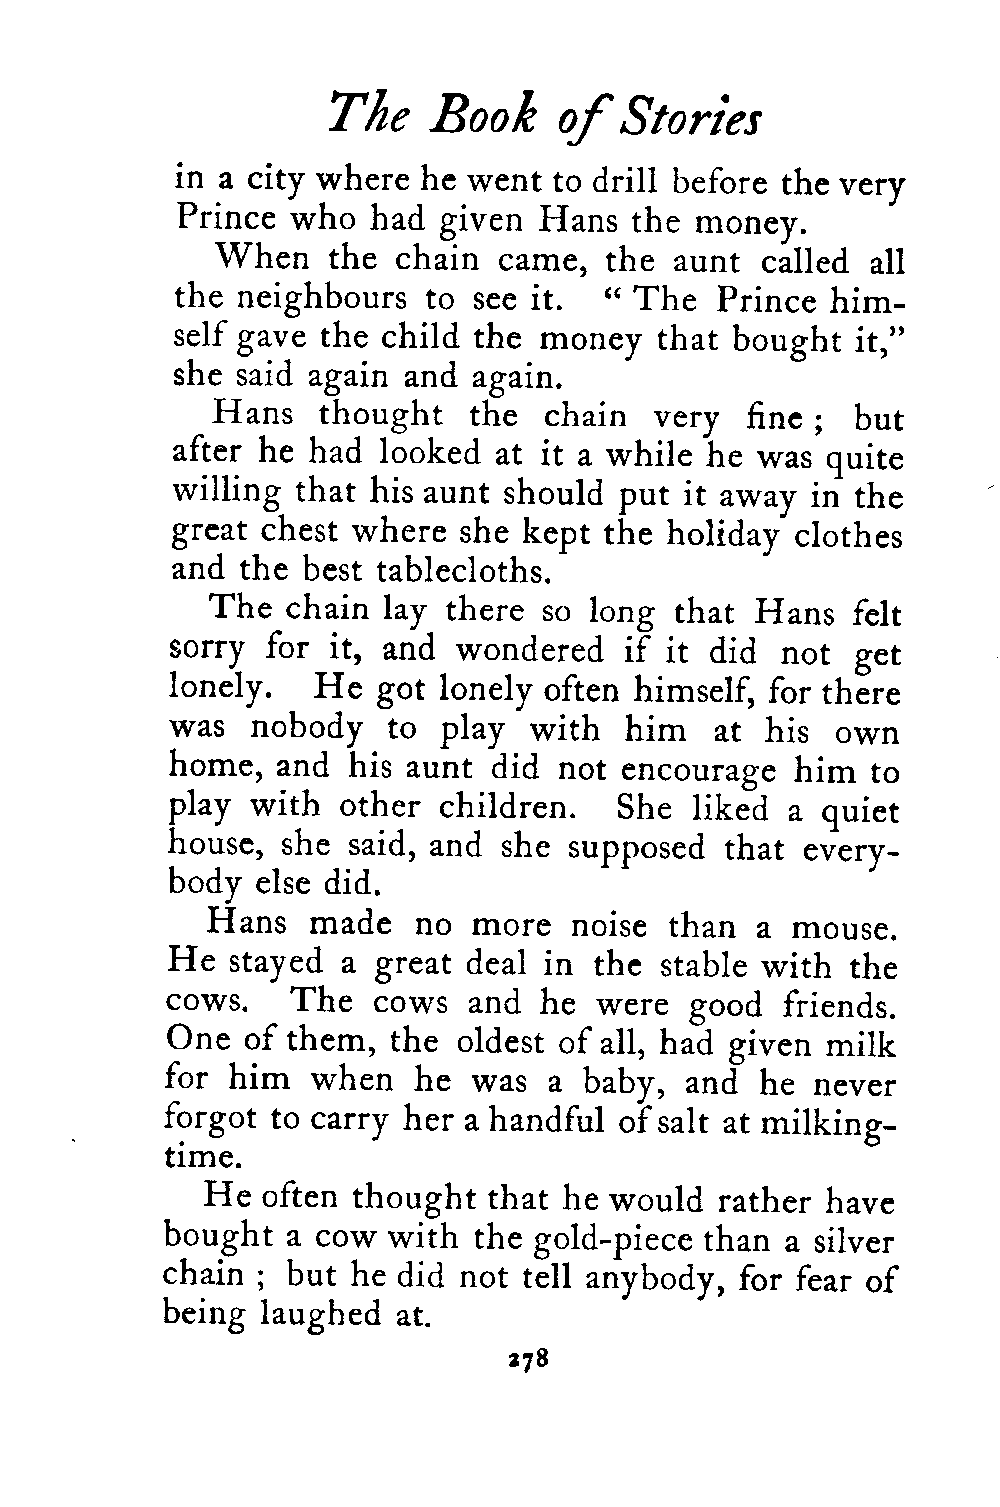 The Book of Stories
in a city where he went to drill before the very
Prince who had given Hans the money.
When the chain came, the aunt called all
the neighbours to see it. “ The Prince him-
self gave the child the money that bought it,”
she said again and again.
Hans thought the chain very fine ; but
after he had looked at it a while he was quite
willing that his aunt should put it away in the
great chest where she kept the holiday clothes
and the best tablecloths.
The chain lay there so long that Hans felt
sorry for it, and wondered if it did not get
lonely. He got lonely often himself, for there
was nobody to play with him at his own
home, and his aunt did not encourage him to
play with other children. She liked a quiet
house, she said, and she supposed that every-
body else did.
Hans made no more noise than a mouse.
He stayed a great deal in the stable with the
cows. The cows and he were good friends.
One of them, the oldest of all, had given milk
for him when he was a baby, and he never
forgot to carry her a handful of salt at milking-
time.
He often thought that he would rather have
bought a cow with the gold-piece than a silver
chain ; but he did not tell anybody, for fear of
being laughed at.
278